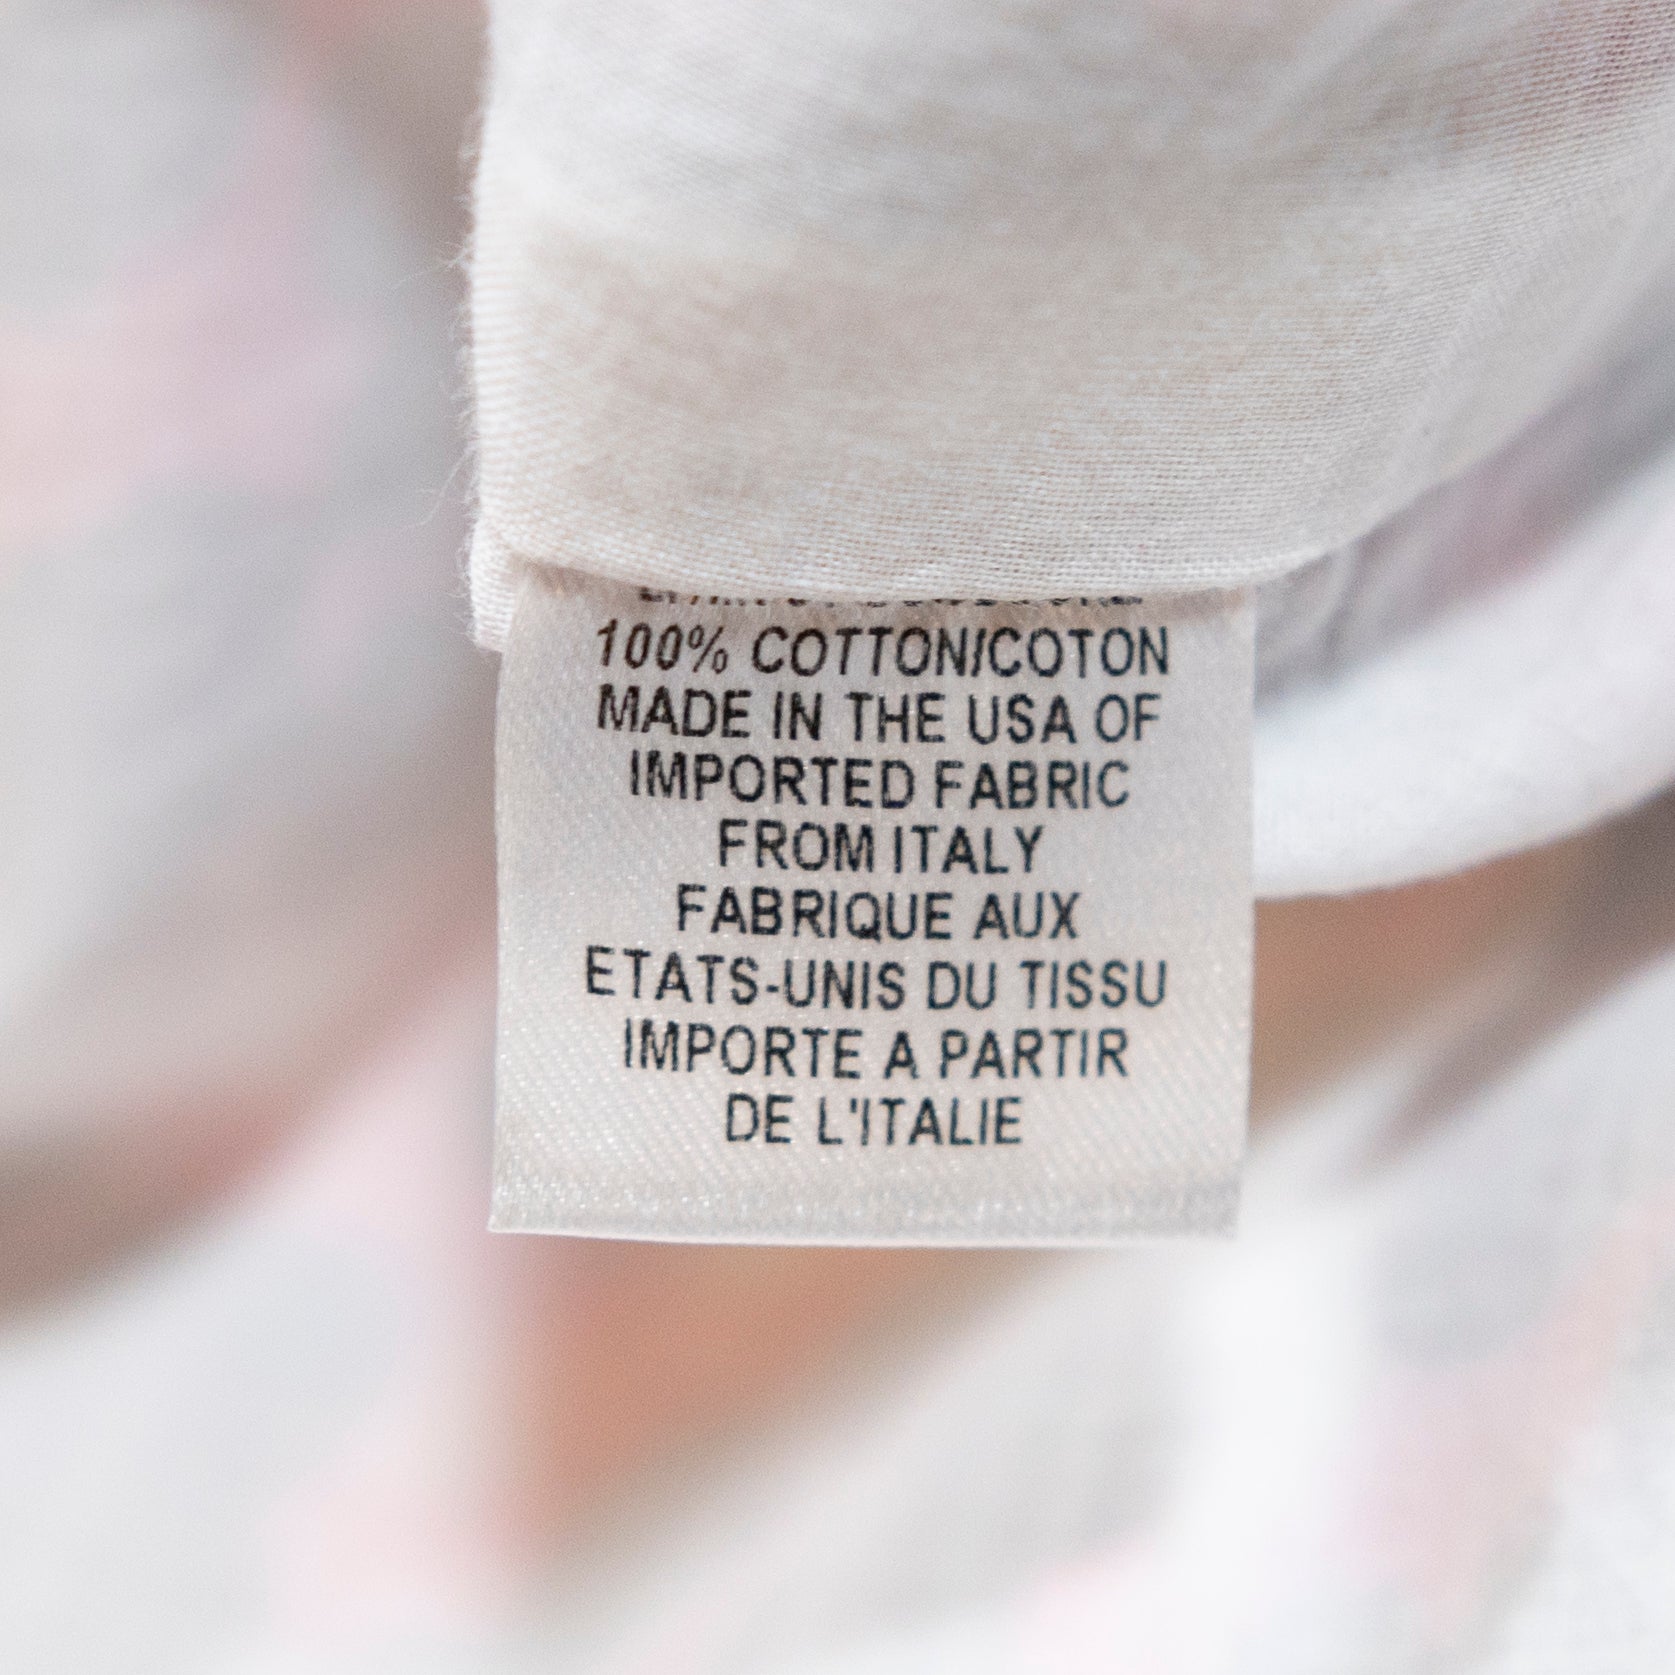 100% COTTON/COTON
MADE IN THE USA OF
IMPORTED FABRIC
FROM ITALY
FABRIQUE AUX
ETATS-UNIS DU TISSU
IMPORTE A PARTIR
DE L'ITALIE